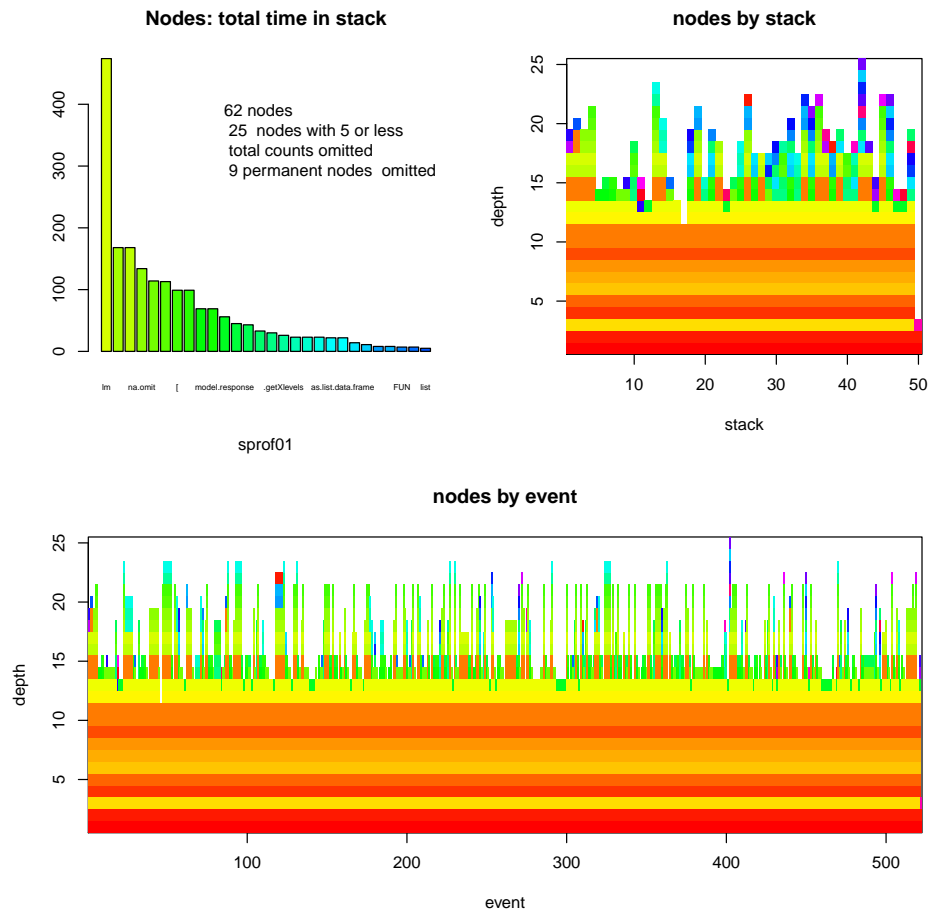 Nodes: total time in stack
0 100 200 300 400
62 nodes
25 nodes with 5 or less
total counts omitted
9 permanent nodes omitted
lm na.omit [ model.response .getXlevels as.list.data.frame FUN list
sprof01
nodes by stack
depth
5 10 15 20 25
10 20 30 40 50
stack
nodes by event
depth
5 10 15 20 25
100 200 300 400 500
event